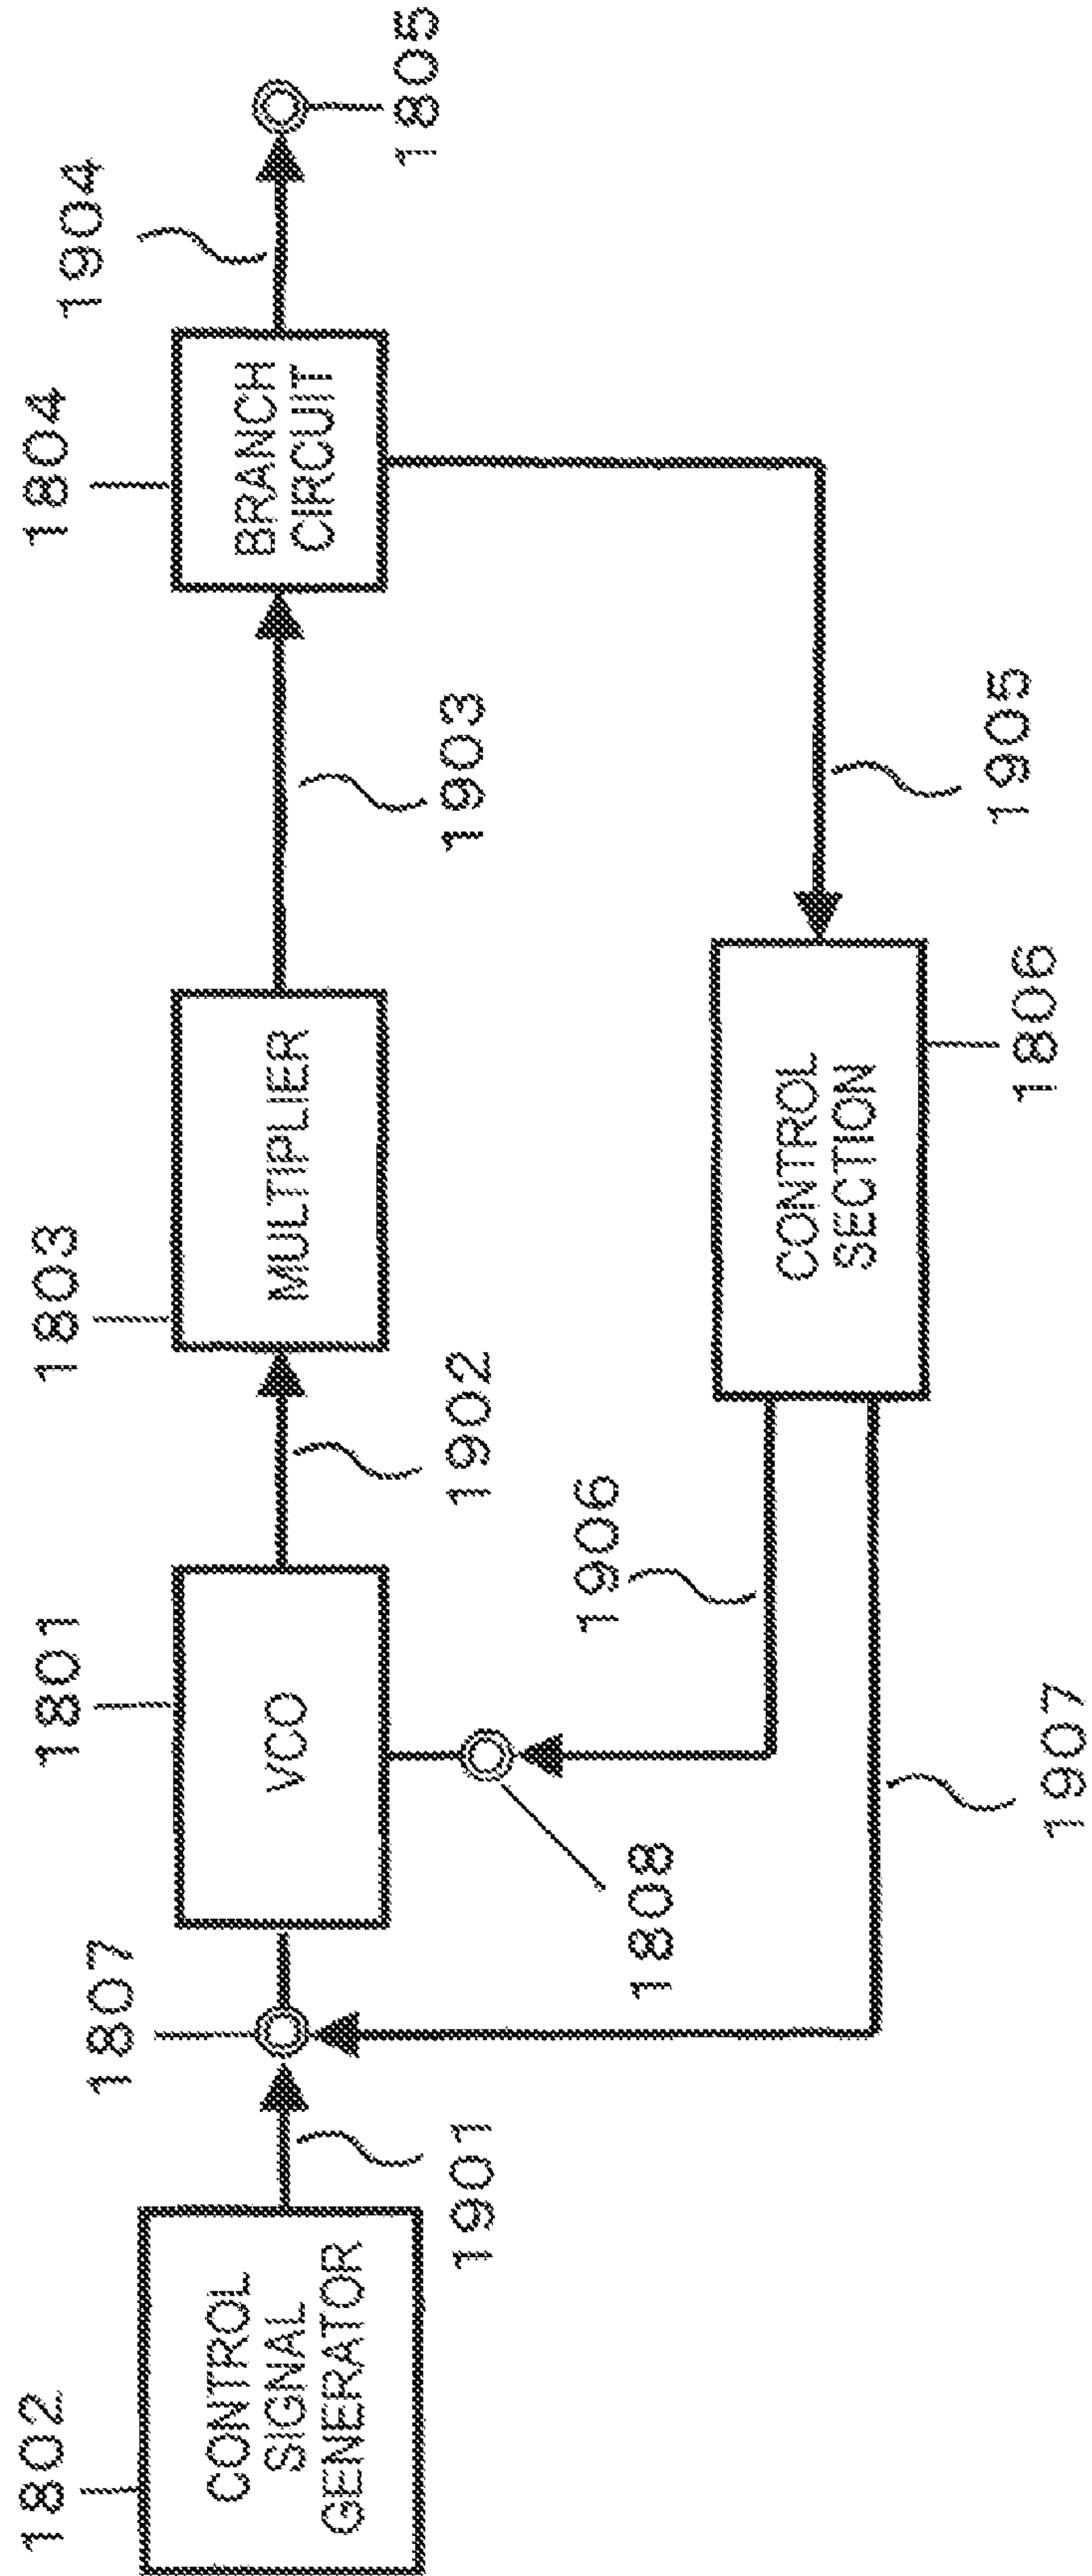 1802
CONTROL
SIGNAL
GENERATOR
1901
1807
1801
VCO
1808
1902
1803
MULTIPLIER
1903
1804
BRANCH
CIRCUIT
1904
1805
1905
CONTROL
SECTION
1806
1906
1907